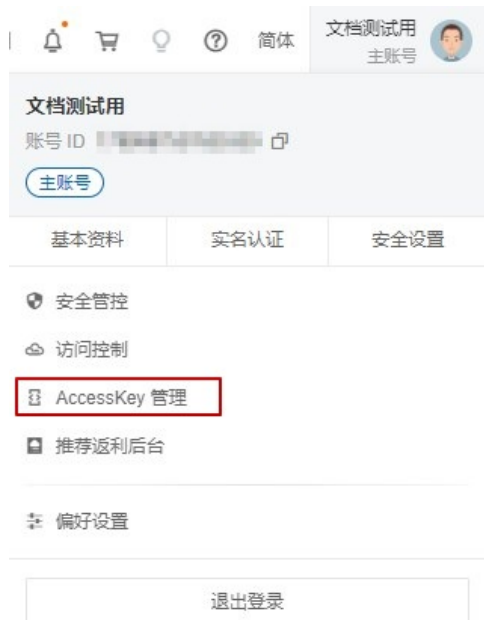 简体
文档测试用
主账号
文档测试用
账号 ID
主账号
基本资料
实名认证
安全设置
安全管控
访问控制
AccessKey 管理
推荐返利后台
偏好设置
退出登录